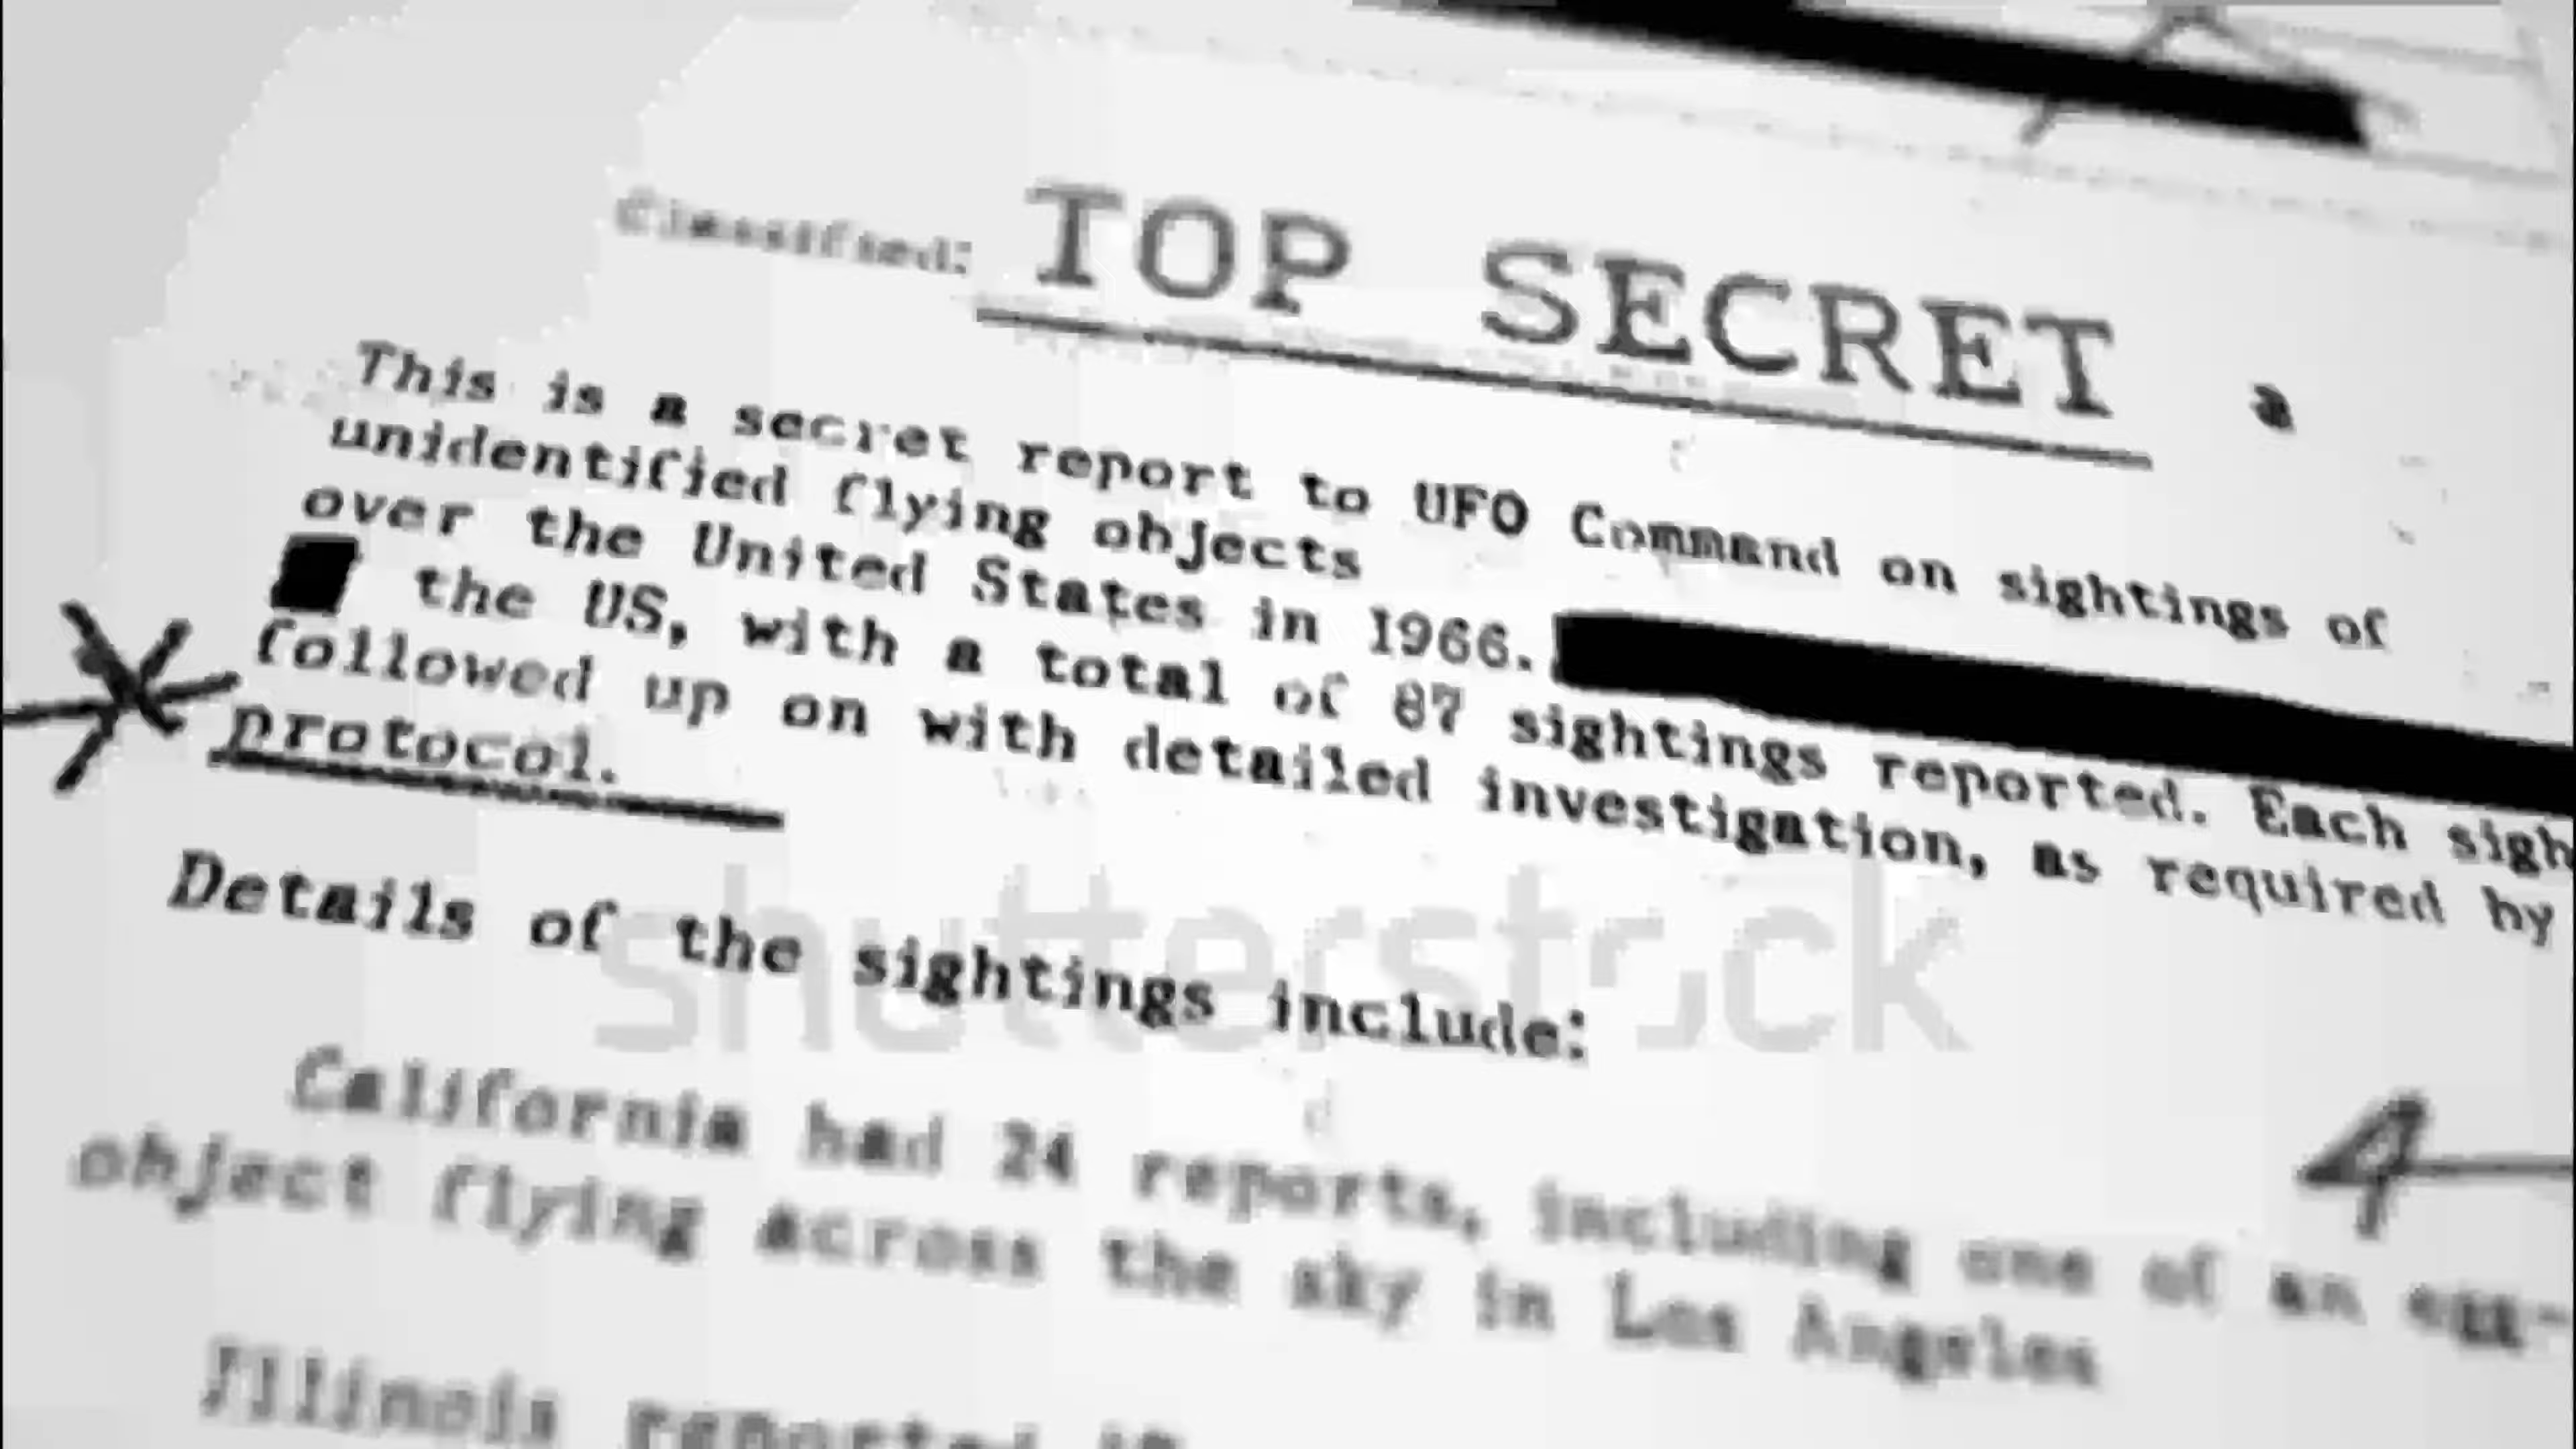 Classified: TOP SECRET
This is a secret report to UFO Command on sightings of
unidentified flying objects
over the United States in 1966.
the US, with a total of 87 sightings reported. Each sigh
followed up on with detailed investigation, as required by
protocol.
Details of the sightings include:
shutterstock
4
California had 24 reports, including one of an
object flying across the sky in Los Angeles
Illinois reported